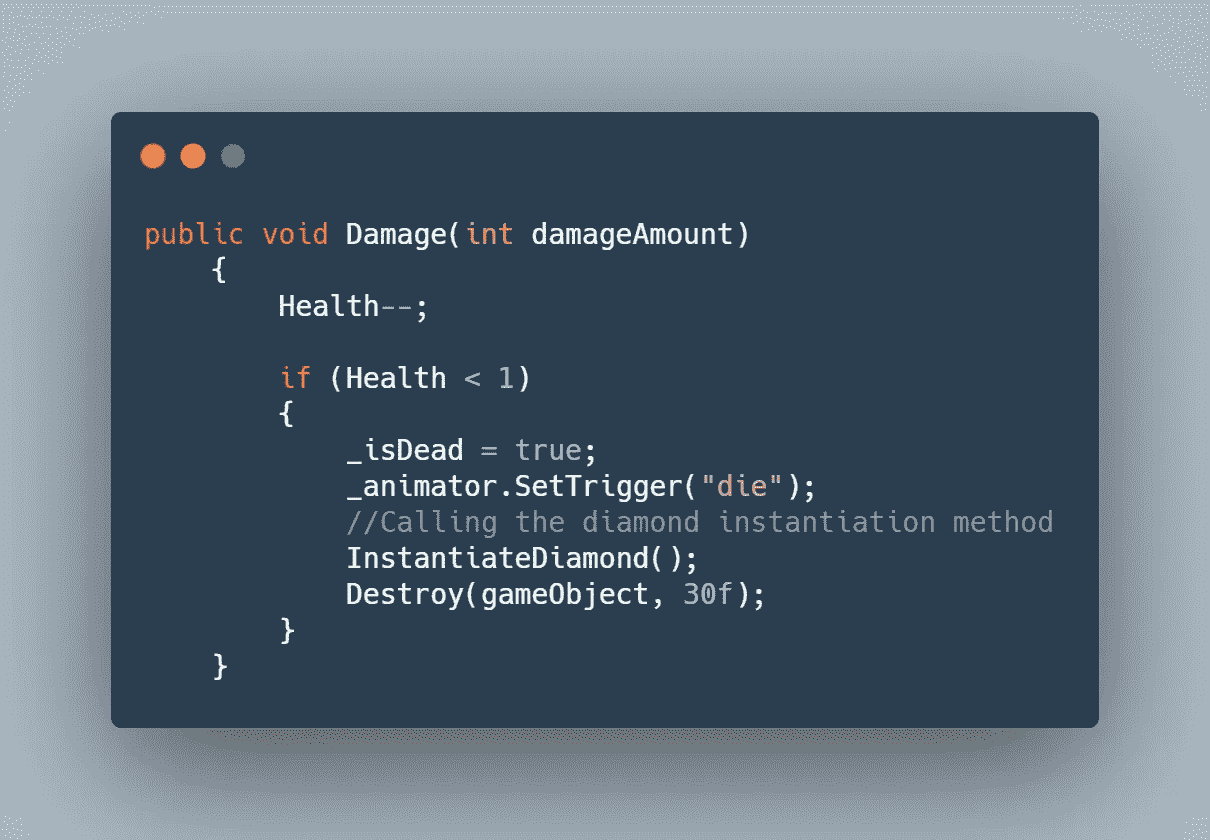 public void Damage(int damageAmount)
    {
        Health--;

        if (Health < 1)
        {
            _isDead = true;
            _animator.SetTrigger("die");
            //Calling the diamond instantiation method
            InstantiateDiamond();
            Destroy(gameObject, 30f);
        }
    }